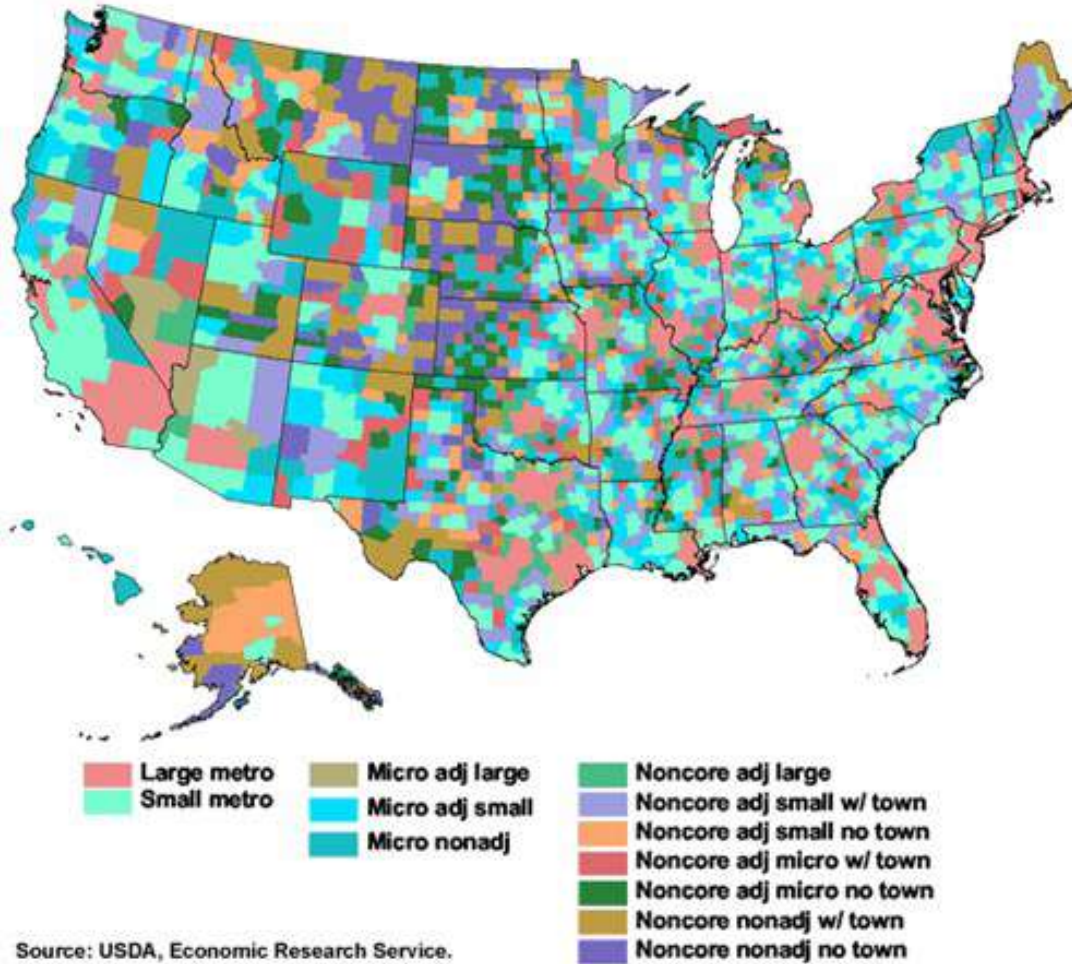 Large metro
Small metro
Micro adj large
Micro adj small
Micro nonadj
Noncore adj large
Noncore adj small w/ town
Noncore adj small no town
Noncore adj micro w/ town
Noncore adj micro no town
Noncore nonadj w/ town
Noncore nonadj no town
Source: USDA, Economic Research Service.